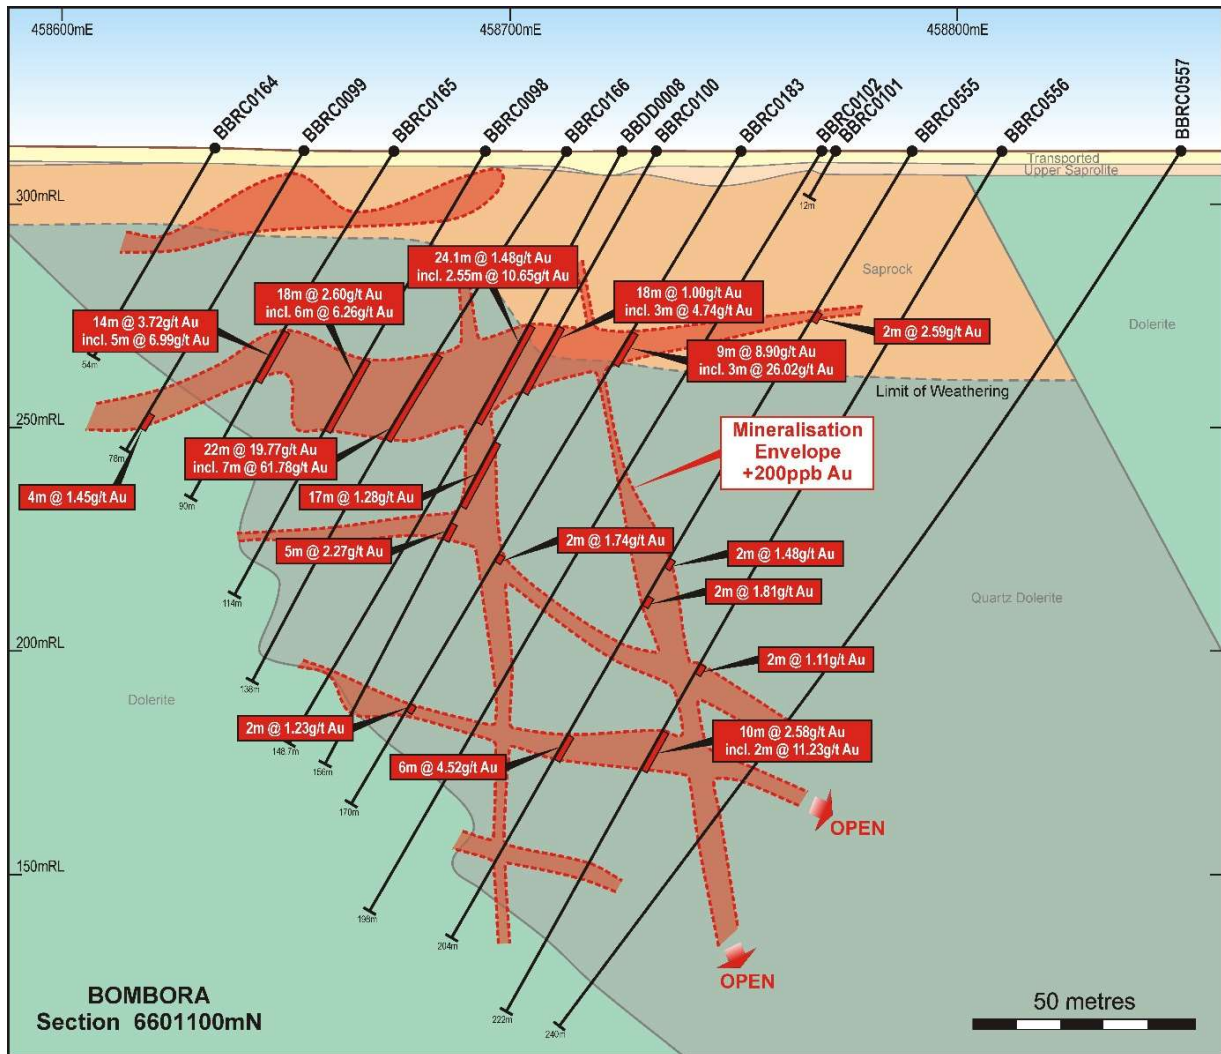 458600mE
458700mE
458800mE
BBRC0164
BBRC0099
BBRC0165
BBRC0098
BBRC0166
BBDD0008
BBRC0100
BBRC0183
BBRC0102
BBRC0101
BBRC0555
BBRC0556
BBRC0557
Transported
Upper Saprolite
300mRL
12m
24.1m @ 1.48g/t Au
incl. 2.55m @ 10.65g/t Au
Saprock
18m @ 2.60g/t Au
incl. 6m @ 6.26g/t Au
18m @ 1.00g/t Au
incl. 3m @ 4.74g/t Au
14m @ 3.72g/t Au
incl. 5m @ 6.99g/t Au
2m @ 2.59g/t Au
Dolerite
9m @ 8.90g/t Au
incl. 3m @ 26.02g/t Au
54m
Limit of Weathering
250mRL
Mineralisation
Envelope
+200ppb Au
78m
22m @ 19.77g/t Au
incl. 7m @ 61.78g/t Au
4m @ 1.45g/t Au
17m @ 1.28g/t Au
90m
5m @ 2.27g/t Au
2m @ 1.74g/t Au
2m @ 1.48g/t Au
2m @ 1.81g/t Au
Quartz Dolerite
114m
200mRL
2m @ 1.11g/t Au
138m
Dolerite
2m @ 1.23g/t Au
10m @ 2.58g/t Au
incl. 2m @ 11.23g/t Au
148.7m
6m @ 4.52g/t Au
156m
170m
OPEN
150mRL
198m
204m
OPEN
BOMBORA
Section 6601100mN
222m
240m
50 metres